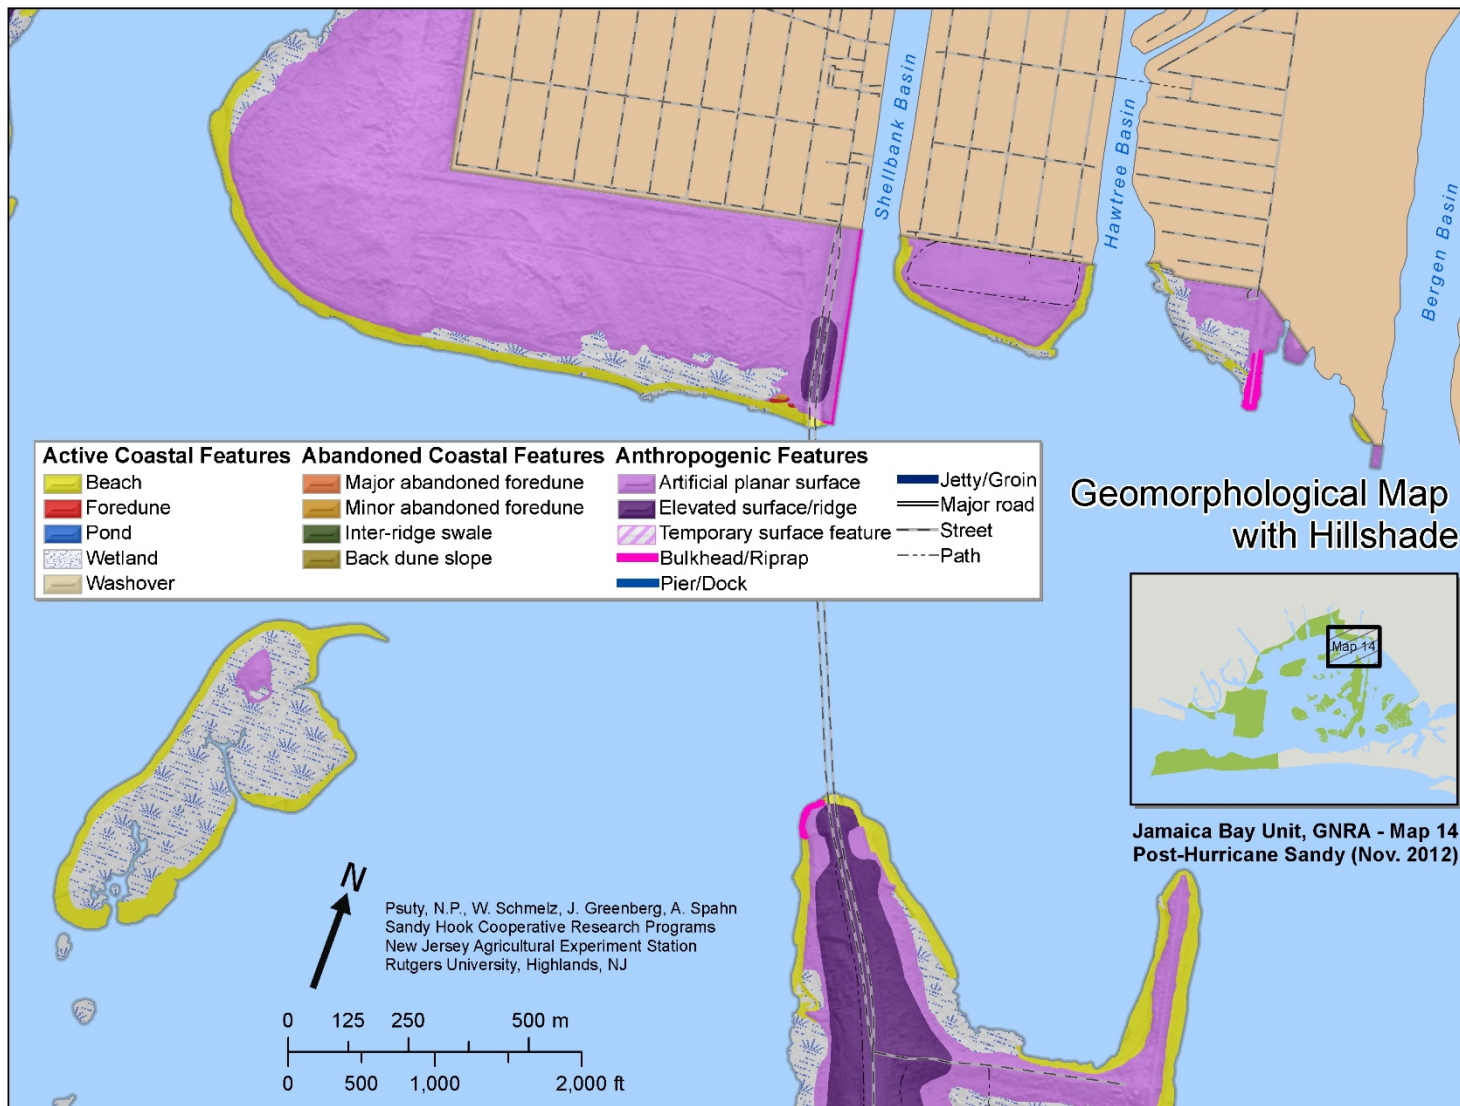 Shellbank Basin
Hawtree Basin
Bergen Basin
Active Coastal Features
Beach
Foredune
Pond
Wetland
Washover
Abandoned Coastal Features
Major abandoned foredune
Minor abandoned foredune
Inter-ridge swale
Back dune slope
Anthropogenic Features
Artificial planar surface
Elevated surface/ridge
Temporary surface feature
Bulkhead/Riprap
Pier/Dock
Jetty/Groin
Major road
Street
Path
Geomorphological Map
with Hillshade
Map 14
Jamaica Bay Unit, GNRA - Map 14
Post-Hurricane Sandy (Nov. 2012)
N
Psuty, N.P., W. Schmelz, J. Greenberg, A. Spahn
Sandy Hook Cooperative Research Programs
New Jersey Agricultural Experiment Station
Rutgers University, Highlands, NJ
0 125 250 500 m
0 500 1,000 2,000 ft